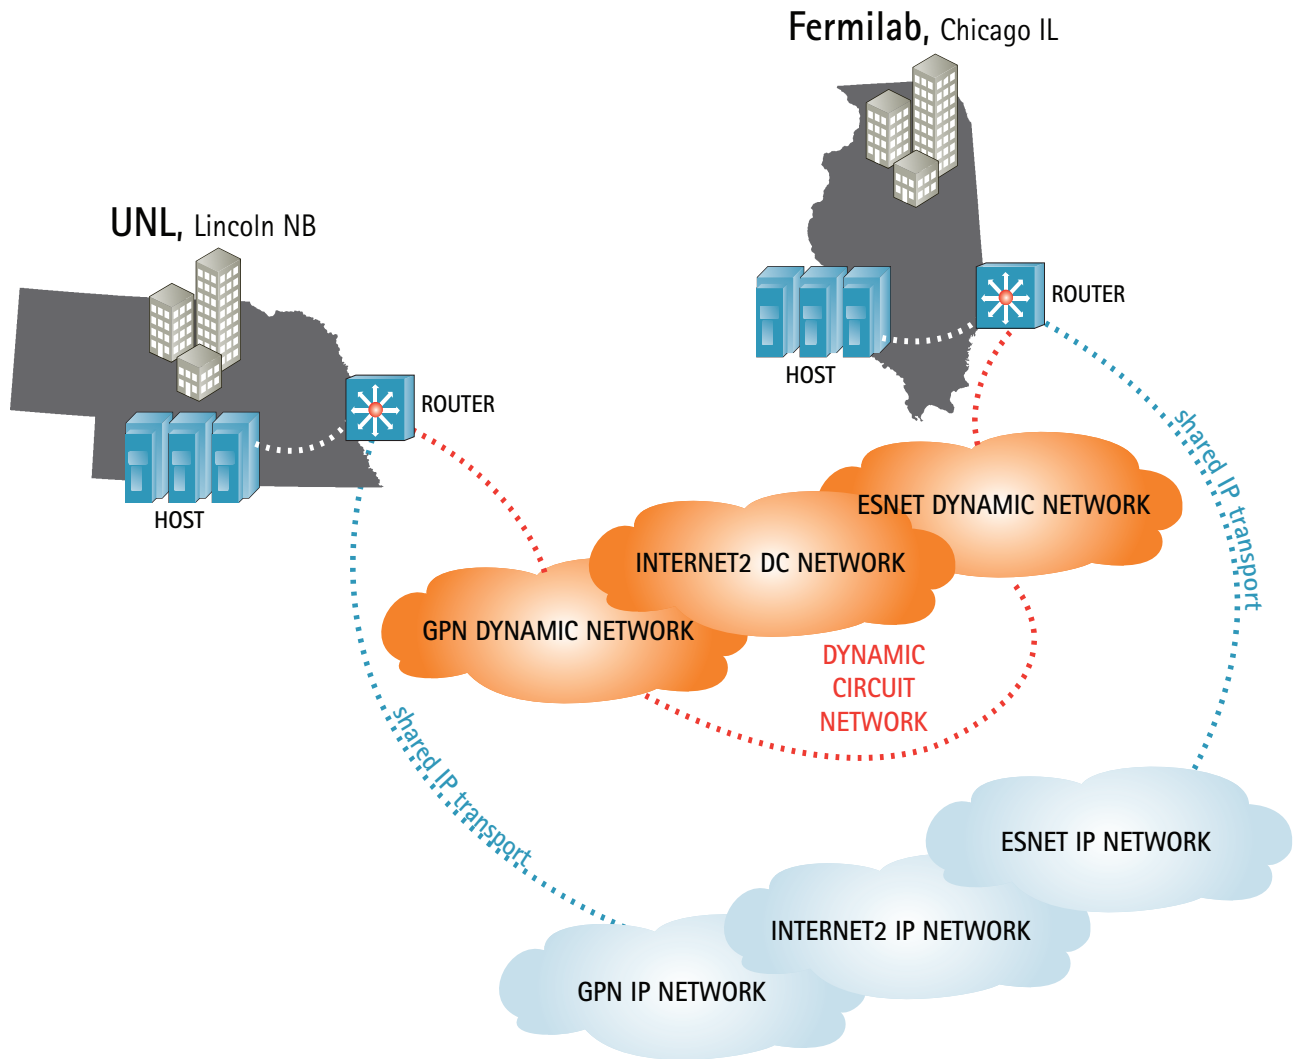 Fermilab, Chicago IL
UNL, Lincoln NB
ROUTER
HOST
ROUTER
HOST
shared IP transport
ESNET DYNAMIC NETWORK
INTERNET2 DC NETWORK
GPN DYNAMIC NETWORK
DYNAMIC
CIRCUIT
NETWORK
shared IP transport
ESNET IP NETWORK
INTERNET2 IP NETWORK
GPN IP NETWORK